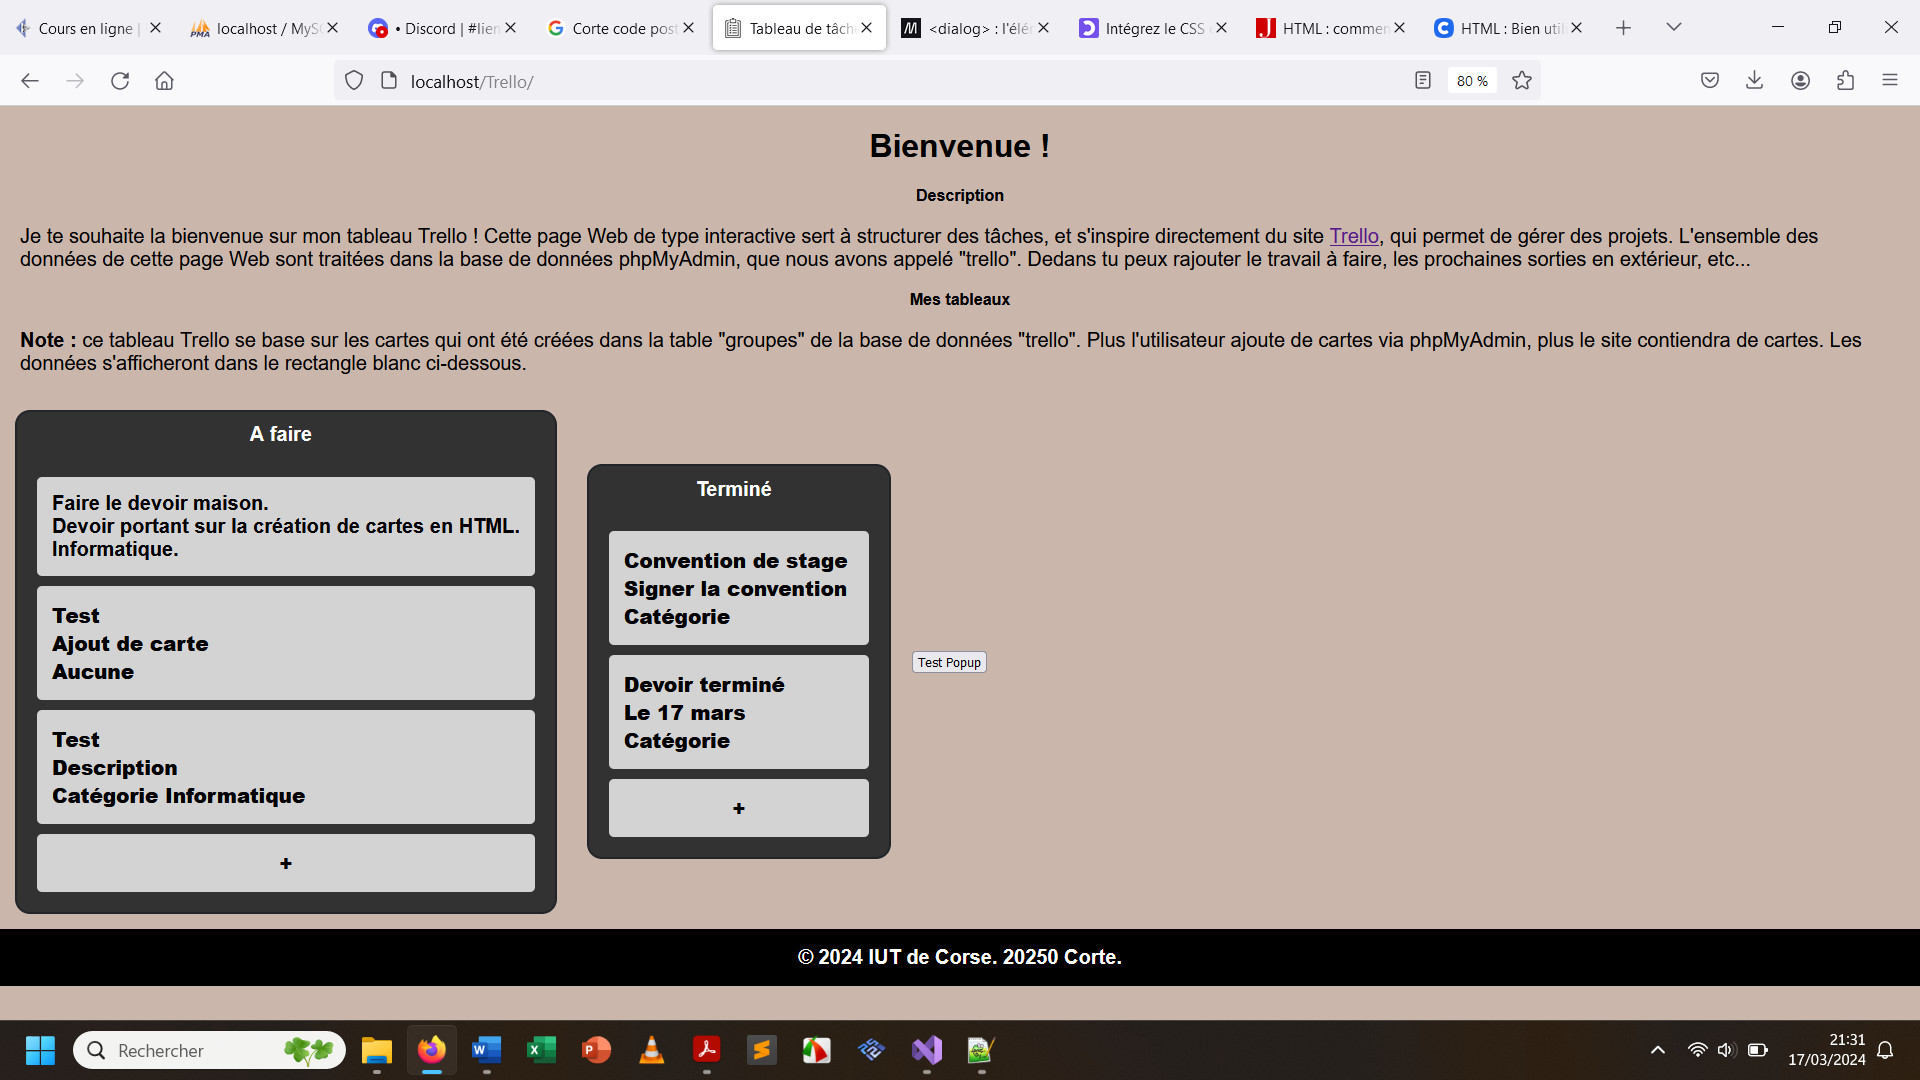 Cours en ligne |
localhost / MyS
• Discord | #lien
Corte code post
Tableau de tâch
<dialog> : l'élé
Intégrez le CSS
HTML : commen
HTML : Bien util
localhost/Trello/
80 %
Bienvenue !
Description
Je te souhaite la bienvenue sur mon tableau Trello ! Cette page Web de type interactive sert à structurer des tâches, et s'inspire directement du site Trello, qui permet de gérer des projets. L'ensemble des
données de cette page Web sont traitées dans la base de données phpMyAdmin, que nous avons appelé "trello". Dedans tu peux rajouter le travail à faire, les prochaines sorties en extérieur, etc...
Mes tableaux
Note : ce tableau Trello se base sur les cartes qui ont été créées dans la table "groupes" de la base de données "trello". Plus l'utilisateur ajoute de cartes via phpMyAdmin, plus le site contiendra de cartes. Les
données s'afficheront dans le rectangle blanc ci-dessous.
A faire
Faire le devoir maison.
Devoir portant sur la création de cartes en HTML.
Informatique.
Test
Ajout de carte
Aucune
Test
Description
Catégorie Informatique
+
Terminé
Convention de stage
Signer la convention
Catégorie
Devoir terminé
Le 17 mars
Catégorie
+
Test Popup
© 2024 IUT de Corse. 20250 Corte.
Rechercher
21:31
17/03/2024